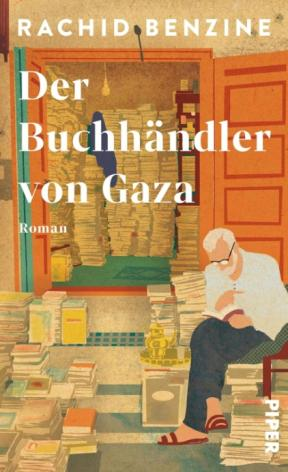 RACHID BENZINE
Der
Buchhändler
von Gaza
Roman
PIPER